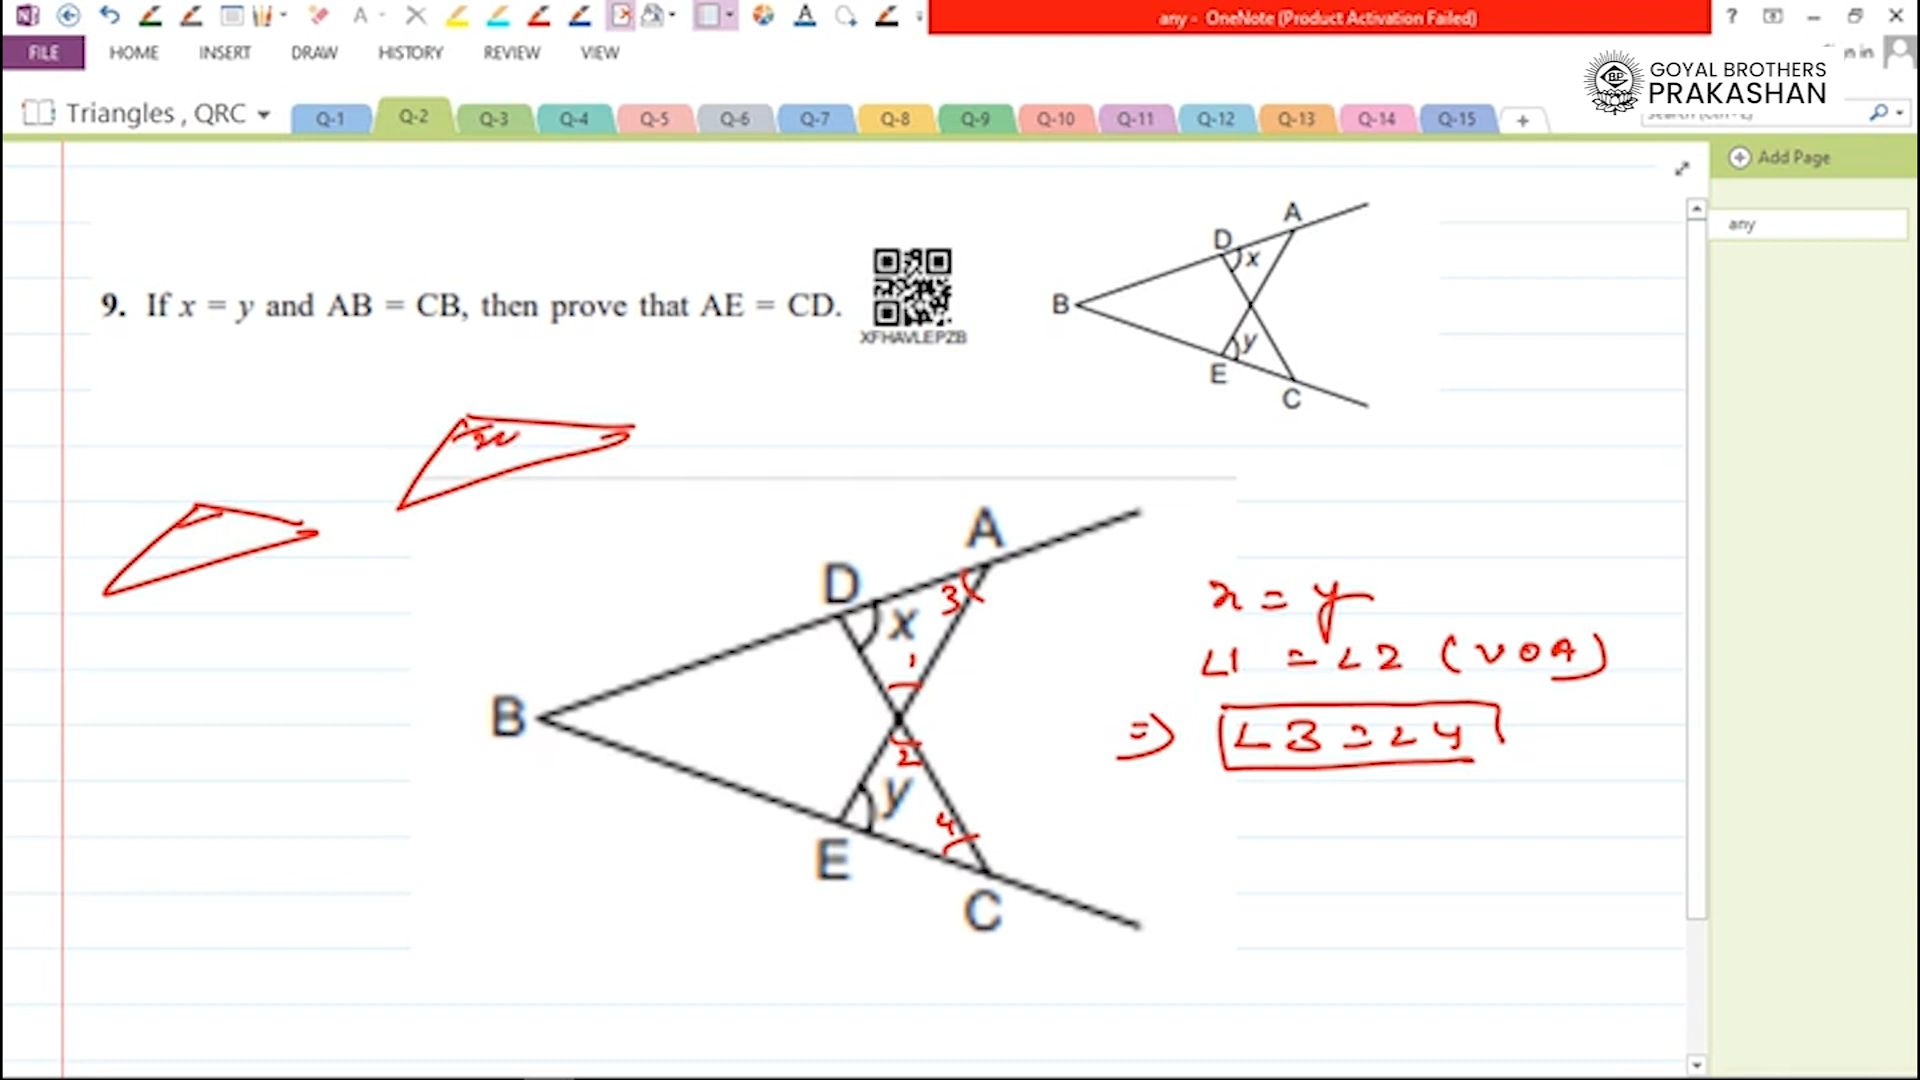 any - OneNote (Product Activation Failed)
FILE HOME INSERT DRAW HISTORY REVIEW VIEW
GOYAL BROTHERS
PRAKASHAN
Triangles , QRC
Q-1 Q-2 Q-3 Q-4 Q-5 Q-6 Q-7 Q-8 Q-9 Q-10 Q-11 Q-12 Q-13 Q-14 Q-15
Add Page
any
9. If x = y and AB = CB, then prove that AE = CD.
XFHAVLEPZB
A
D
x
B
y
E
C
A
D
3
x
1
B
2
y
4
E
C
x = y
∠1 = ∠2 (VOA)
⇒ ∠3 = ∠4